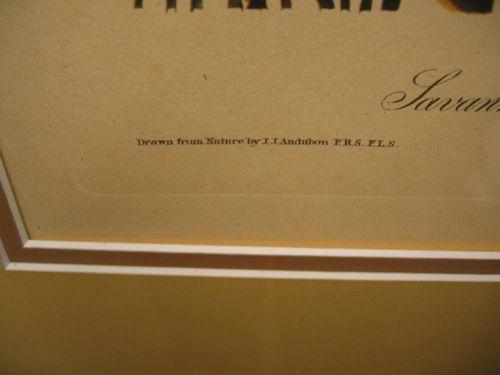 Savan
Drawn from Nature by J.J.Audubon F.R.S. F.L.S.